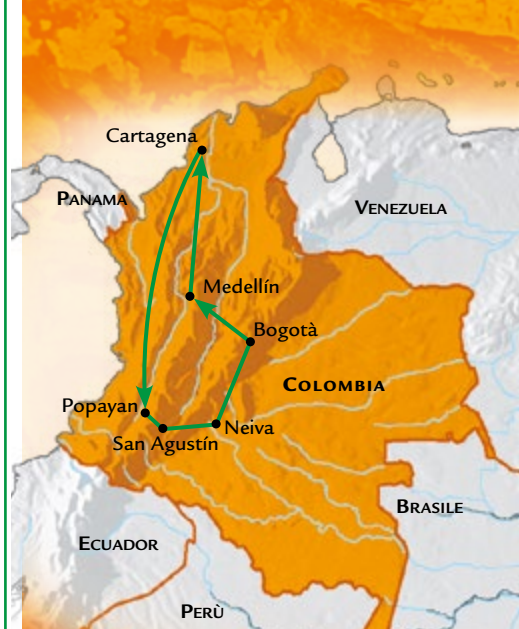 Cartagena
PANAMA
VENEZUELA
Medellín
Bogotà
COLOMBIA
Popayan
Neiva
San Agustín
BRASILE
ECUADOR
PERÙ